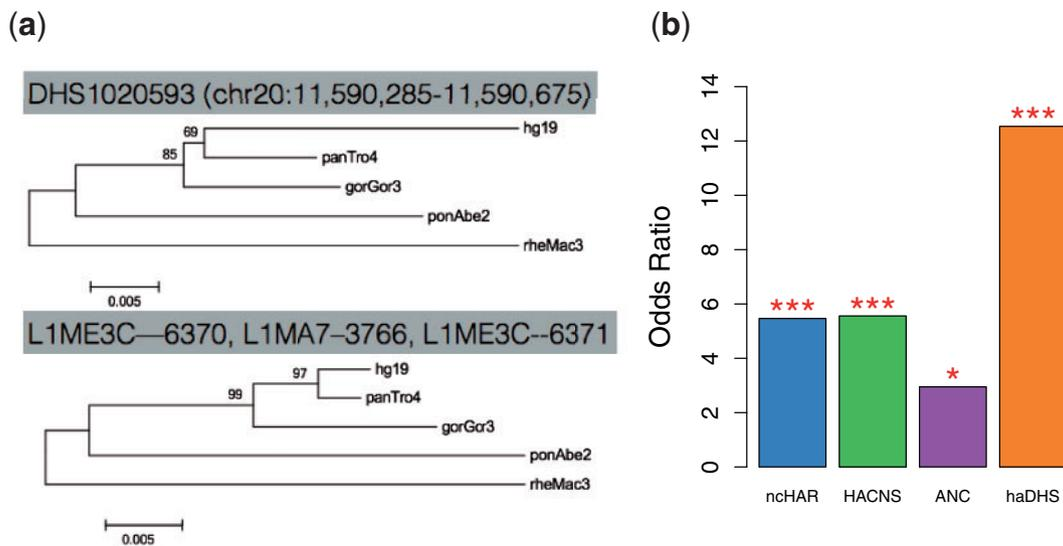 (a)
DHS1020593 (chr20:11,590,285-11,590,675)
69
hg19
85
panTro4
gorGor3
ponAbe2
rheMac3
0.005
L1ME3C—6370, L1MA7–3766, L1ME3C--6371
97
hg19
99
panTro4
gorGor3
ponAbe2
rheMac3
0.005
(b)
Odds Ratio
14
12
10
8
6
4
2
0
***
***
*
***
ncHAR
HACNS
ANC
haDHS